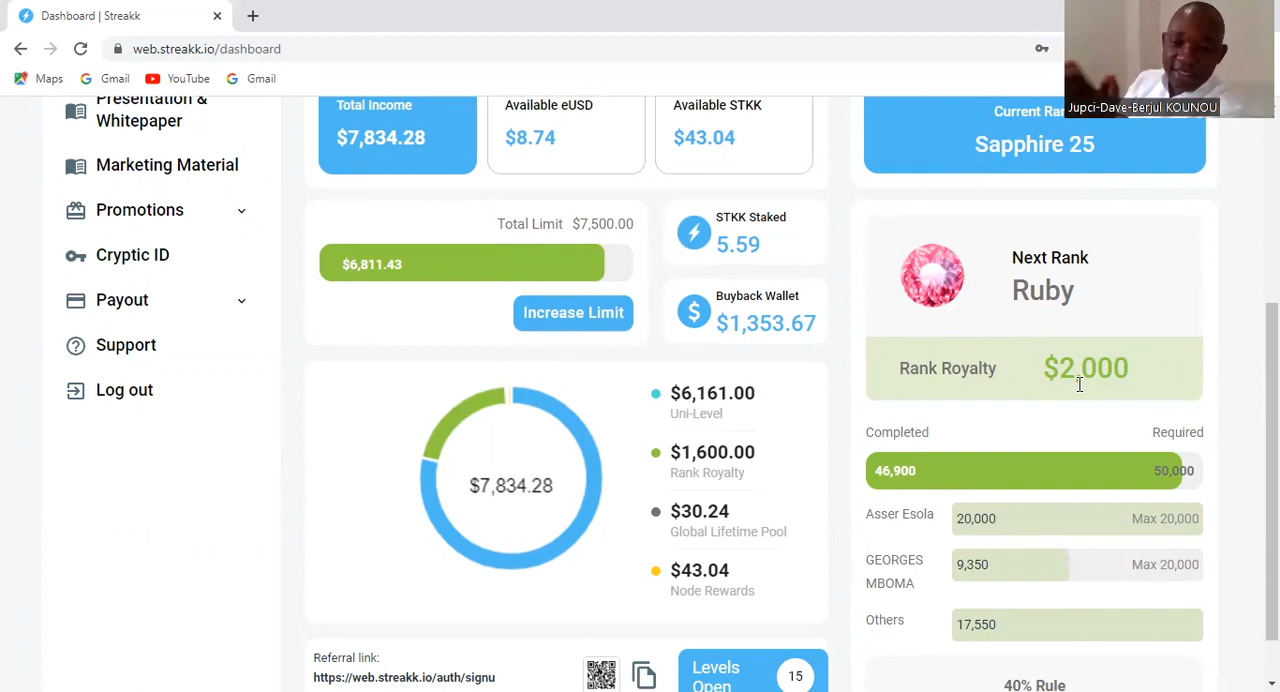 Dashboard | Streakk
web.streakk.io/dashboard
Maps
Gmail
YouTube
Gmail
Jupci-Dave-Berjul KOUNOU
Presentation &
Whitepaper
Marketing Material
Promotions
Cryptic ID
Payout
Support
Log out
Total Income
$7,834.28
Available eUSD
$8.74
Available STKK
$43.04
Total Limit $7,500.00
$6,811.43
Increase Limit
STKK Staked
5.59
Buyback Wallet
$1,353.67
$7,834.28
$6,161.00
Uni-Level
$1,600.00
Rank Royalty
$30.24
Global Lifetime Pool
$43.04
Node Rewards
Referral link:
https://web.streakk.io/auth/signu
Levels
Open
15
Current Ran
Sapphire 25
Next Rank
Ruby
Rank Royalty $2,000
Completed Required
46,900 50,000
Asser Esola 20,000 Max 20,000
GEORGES
MBOMA
9,350 Max 20,000
Others 17,550
40% Rule